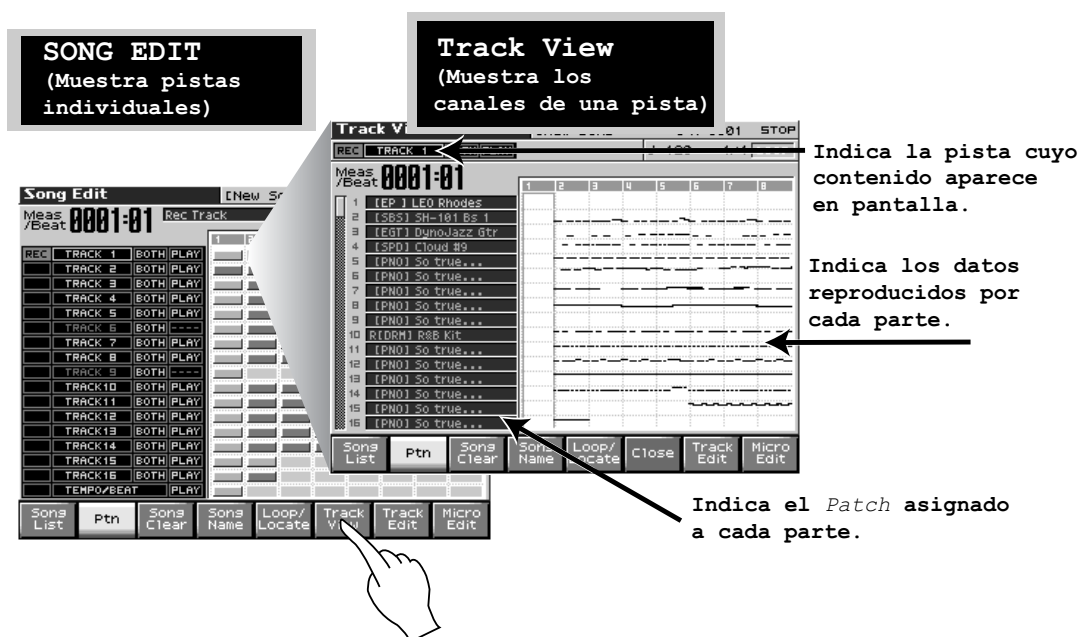 SONG EDIT
(Muestra pistas
individuales)
Track View
(Muestra los
canales de una pista)
Song Edit
[New
Meas
/Beat 0001:01 Rec Track
1
REC TRACK 1 BOTH PLAY
TRACK 2 BOTH PLAY
TRACK 3 BOTH PLAY
TRACK 4 BOTH PLAY
TRACK 5 BOTH PLAY
TRACK 6 BOTH ----
TRACK 7 BOTH PLAY
TRACK 8 BOTH PLAY
TRACK 9 BOTH ----
TRACK10 BOTH PLAY
TRACK11 BOTH PLAY
TRACK12 BOTH PLAY
TRACK13 BOTH PLAY
TRACK14 BOTH PLAY
TRACK15 BOTH PLAY
TRACK16 BOTH PLAY
TEMPO/BEAT PLAY
Song List
Ptn
Song Clear
Song Name
Loop/ Locate
Track View
Track Edit
Micro Edit
Track
STOP
REC TRACK 1
Meas
/Beat 0001:01
1 2 3 4 5 6 7 8
1 [EP ] LEO Rhodes
2 [SBS] SH-101 Bs 1
3 [EGT] DynoJazz Gtr
4 [SPD] Cloud #9
5 [PNO] So true...
6 [PNO] So true...
7 [PNO] So true...
8 [PNO] So true...
9 [PNO] So true...
10 R[DRM] R&B Kit
11 [PNO] So true...
12 [PNO] So true...
13 [PNO] So true...
14 [PNO] So true...
15 [PNO] So true...
16 [PNO] So true...
Song List
Ptn
Song Clear
Song Name
Loop/ Locate
Close
Track Edit
Micro Edit
Indica la pista cuyo
contenido aparece
en pantalla.
Indica los datos
reproducidos por
cada parte.
Indica el Patch asignado
a cada parte.